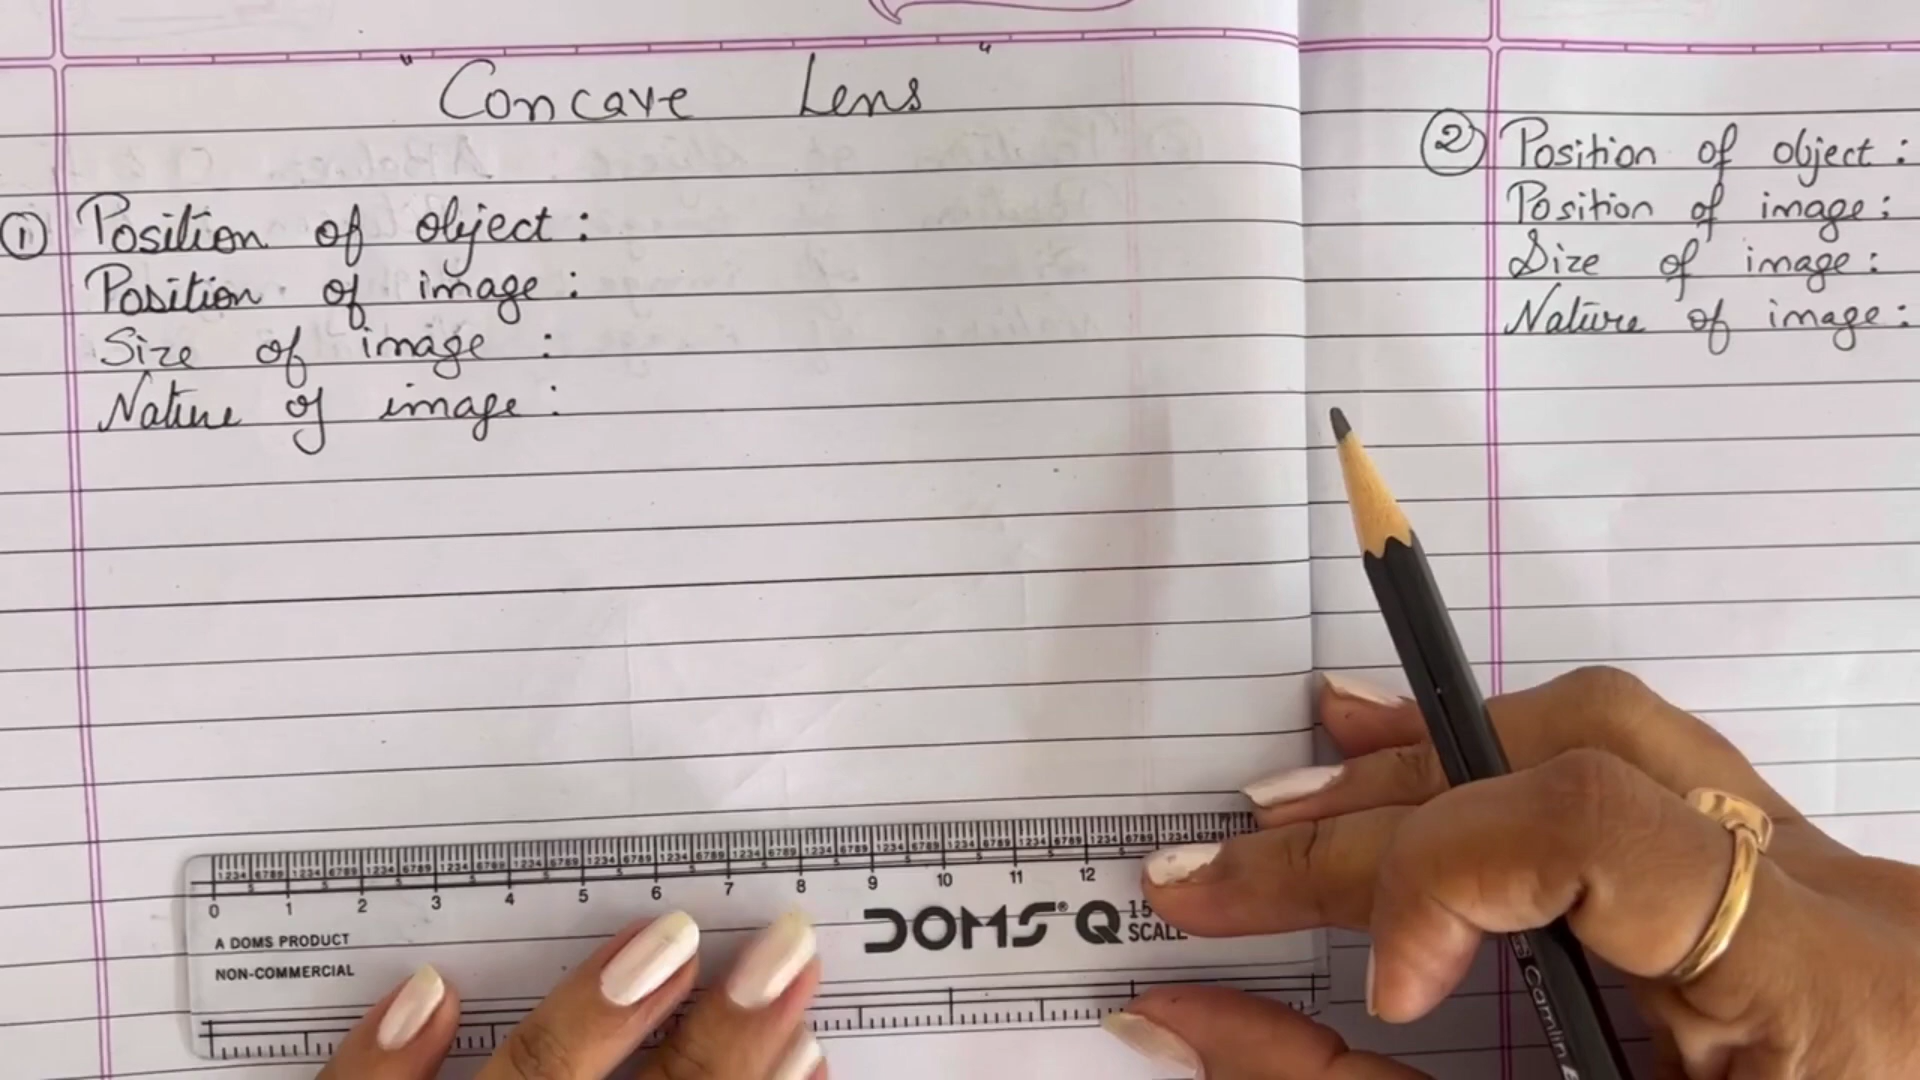 "Concave Lens"
① Position of object:
Position of image:
Size of image:
Nature of image:
② Position of object:
Position of image:
Size of image:
Nature of image:
0 1 2 3 4 5 6 7 8 9 10 11 12
DOMS® Q 15
SCALE
A DOMS PRODUCT
NON-COMMERCIAL
Camlin